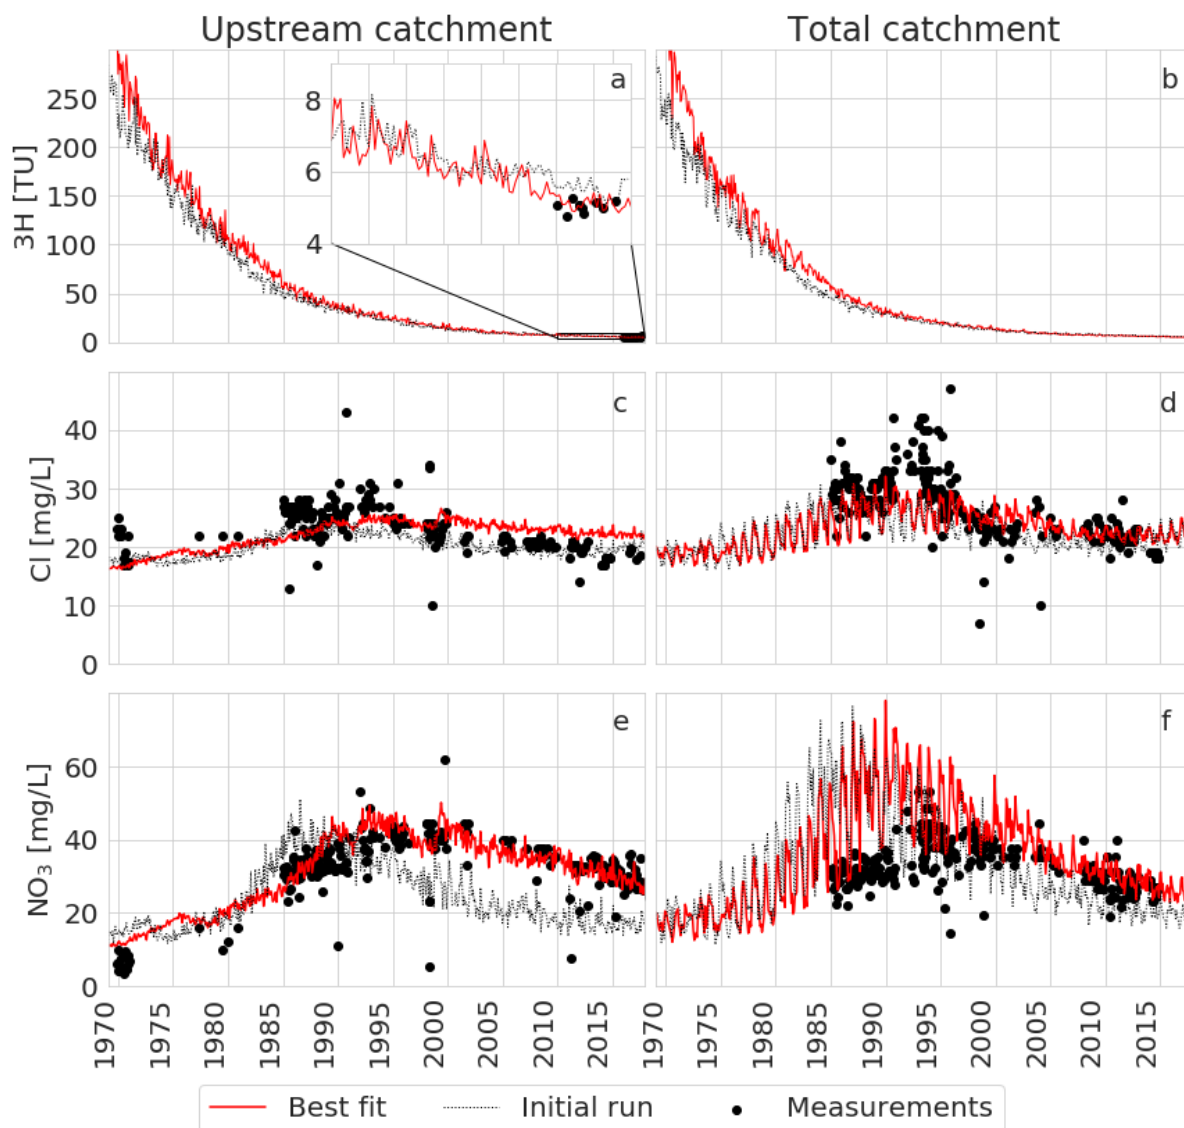 Upstream catchment Total catchment
a
b
8
6
4
3H [TU]
250
200
150
100
50
0
c
d
Cl [mg/L]
40
30
20
10
0
e
f
NO₃ [mg/L]
60
40
20
0
1970 1975 1980 1985 1990 1995 2000 2005 2010 2015 1970 1975 1980 1985 1990 1995 2000 2005 2010 2015
Best fit Initial run Measurements